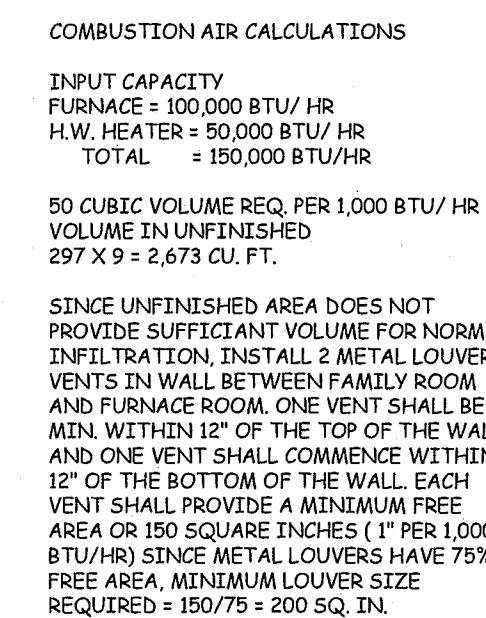 COMBUSTION AIR CALCULATIONS
INPUT CAPACITY
FURNACE = 100,000 BTU/ HR
H.W. HEATER = 50,000 BTU/ HR
TOTAL = 150,000 BTU/HR
50 CUBIC VOLUME REQ. PER 1,000 BTU/ HR
VOLUME IN UNFINISHED
297 X 9 = 2,673 CU. FT.
SINCE UNFINISHED AREA DOES NOT
PROVIDE SUFFICIANT VOLUME FOR NORM
INFILTRATION, INSTALL 2 METAL LOUVER
VENTS IN WALL BETWEEN FAMILY ROOM
AND FURNACE ROOM. ONE VENT SHALL BE
MIN. WITHIN 12" OF THE TOP OF THE WAL
AND ONE VENT SHALL COMMENCE WITHIN
12" OF THE BOTTOM OF THE WALL. EACH
VENT SHALL PROVIDE A MINIMUM FREE
AREA OR 150 SQUARE INCHES ( 1" PER 1,000
BTU/HR) SINCE METAL LOUVERS HAVE 75%
FREE AREA, MINIMUM LOUVER SIZE
REQUIRED = 150/75 = 200 SQ. IN.